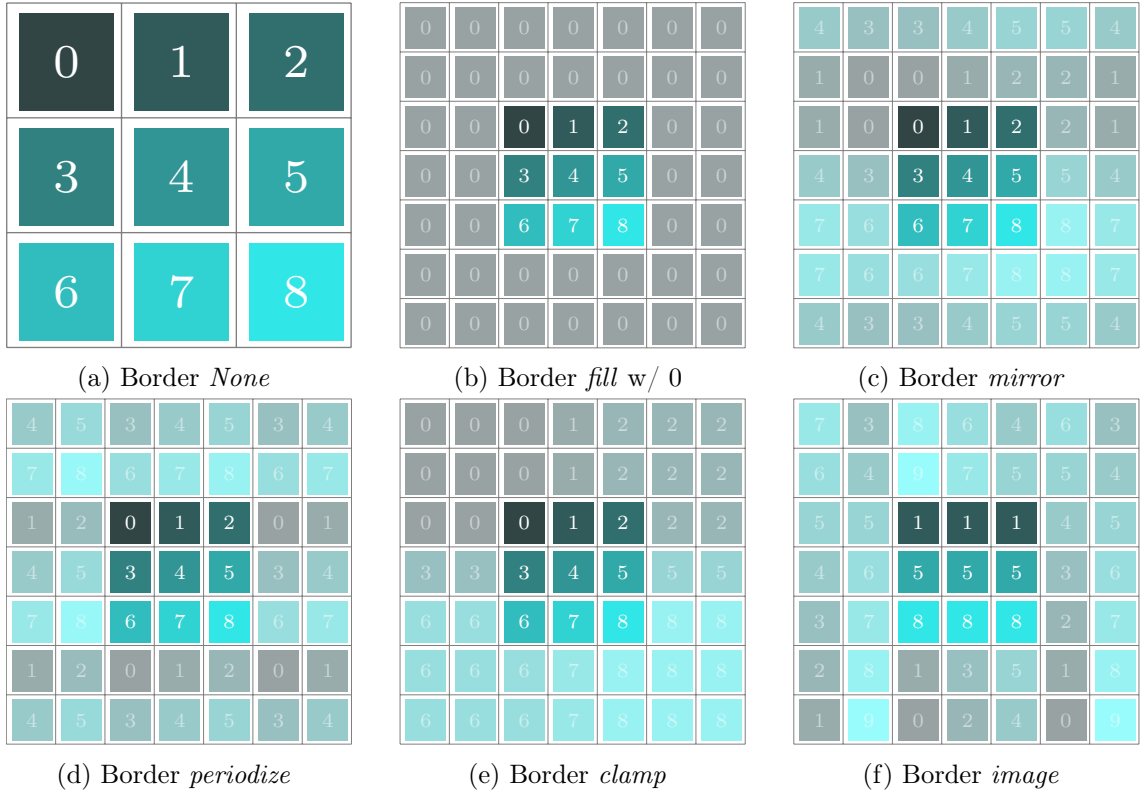 0 1 2
3 4 5
6 7 8
(a) Border None
0 0 0 0 0 0 0
0 0 0 0 0 0 0
0 0 0 1 2 0 0
0 0 3 4 5 0 0
0 0 6 7 8 0 0
0 0 0 0 0 0 0
0 0 0 0 0 0 0
(b) Border fill w/ 0
4 3 3 4 5 5 4
1 0 0 1 2 2 1
1 0 0 1 2 2 1
4 3 3 4 5 5 4
7 6 6 7 8 8 7
7 6 6 7 8 8 7
4 3 3 4 5 5 4
(c) Border mirror
4 5 3 4 5 3 4
7 8 6 7 8 6 7
1 2 0 1 2 0 1
4 5 3 4 5 3 4
7 8 6 7 8 6 7
1 2 0 1 2 0 1
4 5 3 4 5 3 4
(d) Border periodize
0 0 0 1 2 2 2
0 0 0 1 2 2 2
0 0 0 1 2 2 2
3 3 3 4 5 5 5
6 6 6 7 8 8 8
6 6 6 7 8 8 8
6 6 6 7 8 8 8
(e) Border clamp
7 3 8 6 4 6 3
6 4 9 7 5 5 4
5 5 1 1 1 4 5
4 6 5 5 5 3 6
3 7 8 8 8 2 7
2 8 1 3 5 1 8
1 9 0 2 4 0 9
(f) Border image